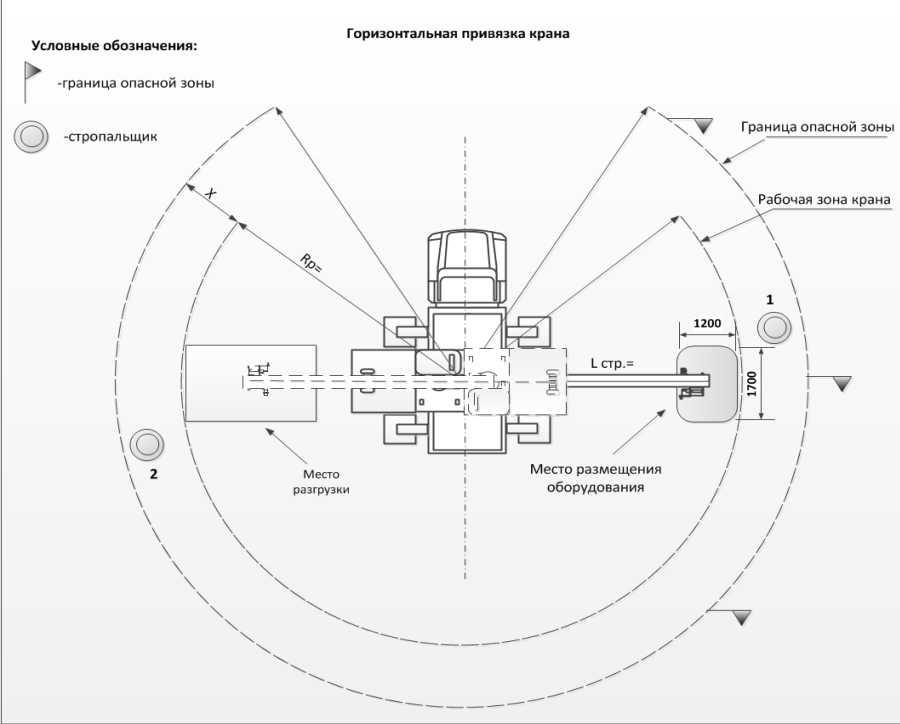 Горизонтальная привязка крана
Условные обозначения:
-граница опасной зоны
-стропальщик
Граница опасной зоны
Рабочая зона крана
X
Rp=
1
1200
L стр.=
1700
2
Место
разгрузки
Место размещения
оборудования